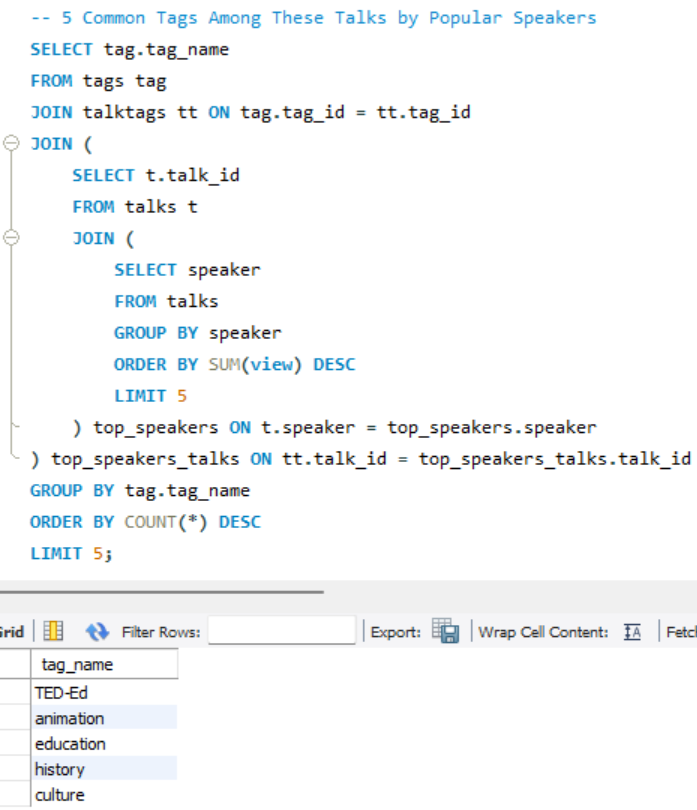 -- 5 Common Tags Among These Talks by Popular Speakers
SELECT tag.tag_name
FROM tags tag
JOIN talktags tt ON tag.tag_id = tt.tag_id
JOIN (
SELECT t.talk_id
FROM talks t
JOIN (
SELECT speaker
FROM talks
GROUP BY speaker
ORDER BY SUM(view) DESC
LIMIT 5
) top_speakers ON t.speaker = top_speakers.speaker
) top_speakers_talks ON tt.talk_id = top_speakers_talks.talk_id
GROUP BY tag.tag_name
ORDER BY COUNT(*) DESC
LIMIT 5;
Filter Rows: Export: Wrap Cell Content:
tag_name
TED-Ed
animation
education
history
culture